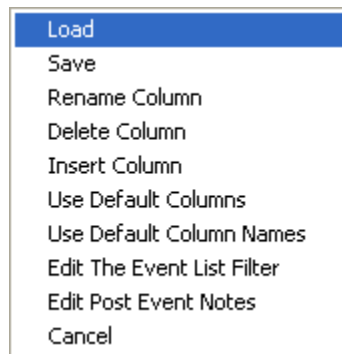 Load
Save
Rename Column
Delete Column
Insert Column
Use Default Columns
Use Default Column Names
Edit The Event List Filter
Edit Post Event Notes
Cancel